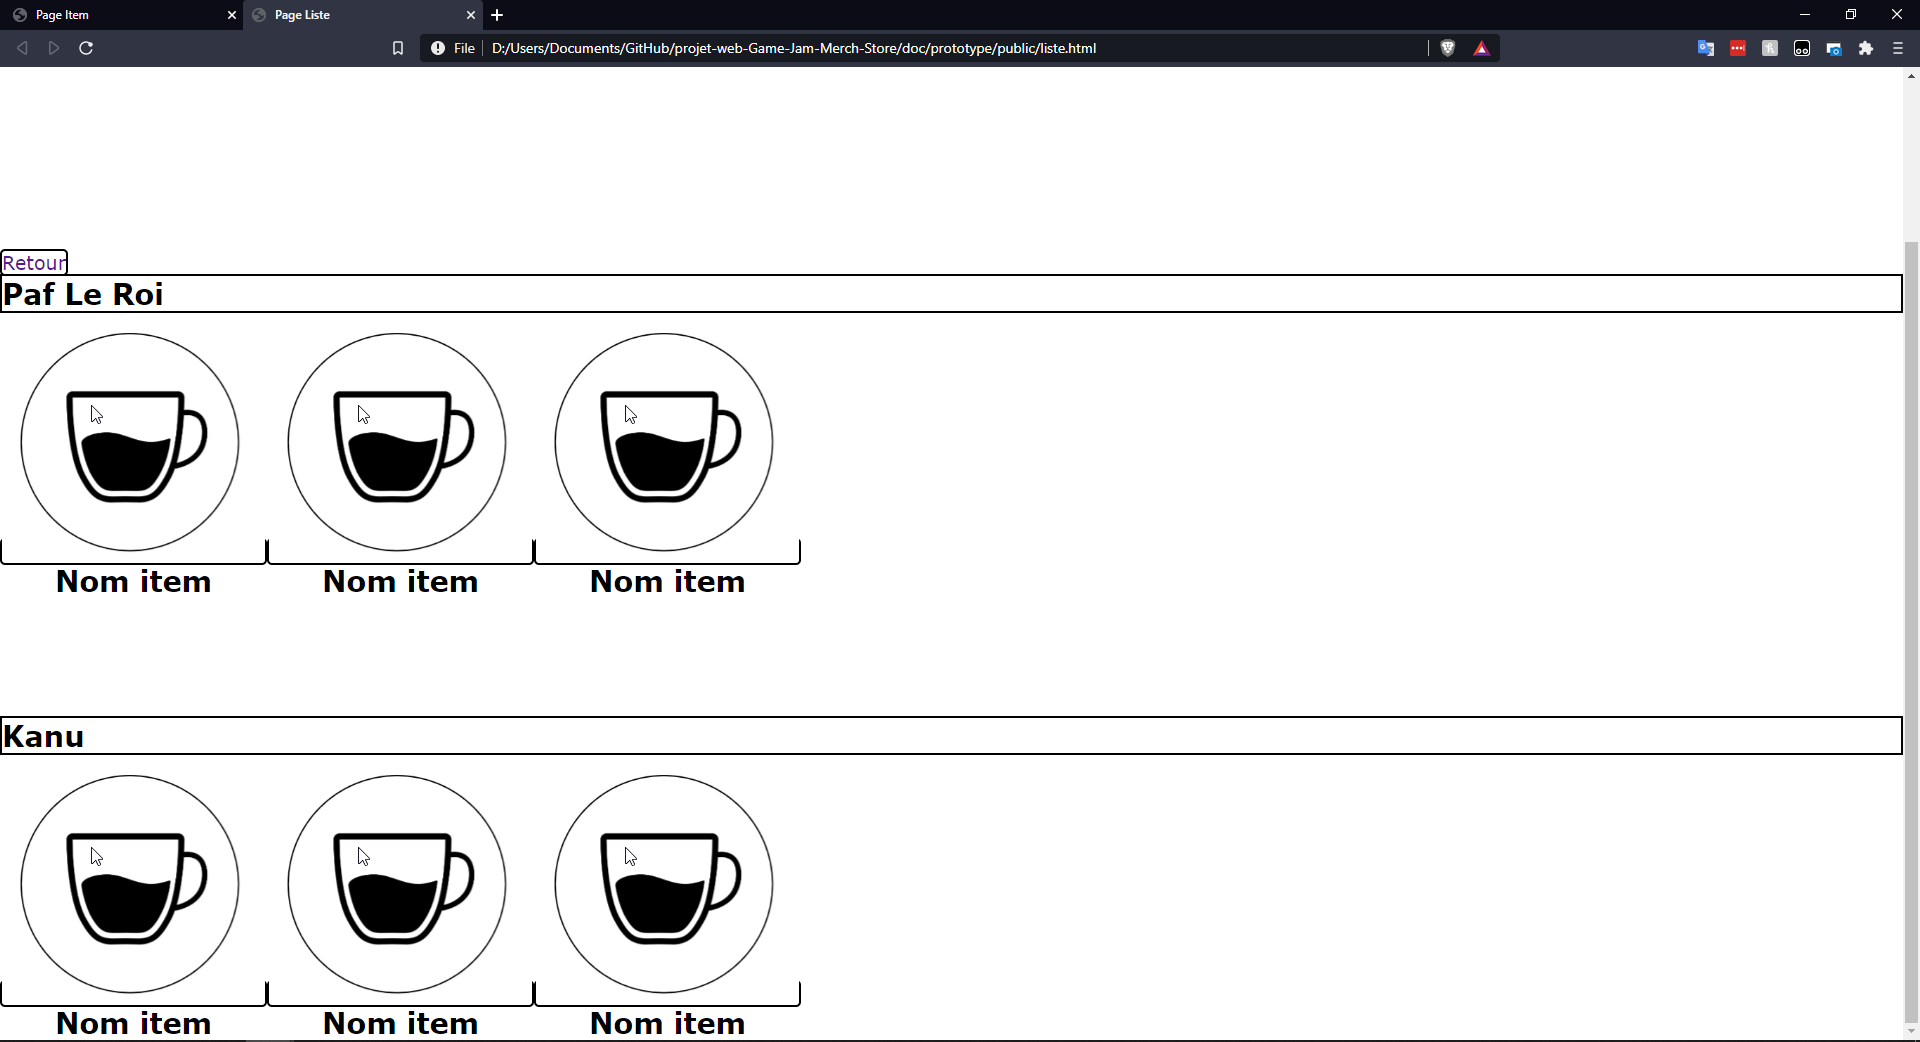 Page Item
Page Liste
File
D:/Users/Documents/GitHub/projet-web-Game-Jam-Merch-Store/doc/prototype/public/liste.html
Retour
Paf Le Roi
Nom item Nom item Nom item
Kanu
Nom item Nom item Nom item